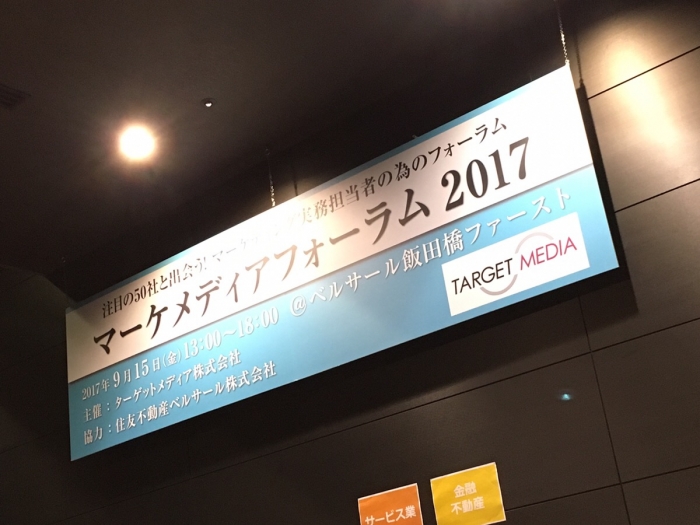 注目の50社と出会う!マーケティング実務担当者の為のフォーラム
マーケメディアフォーラム 2017
2017年 9月15日(金) 13:00～18:00 @ベルサール飯田橋ファースト
主催:ターゲットメディア株式会社
協力:住友不動産ベルサール株式会社
TARGET MEDIA
サービス業
金融
不動産